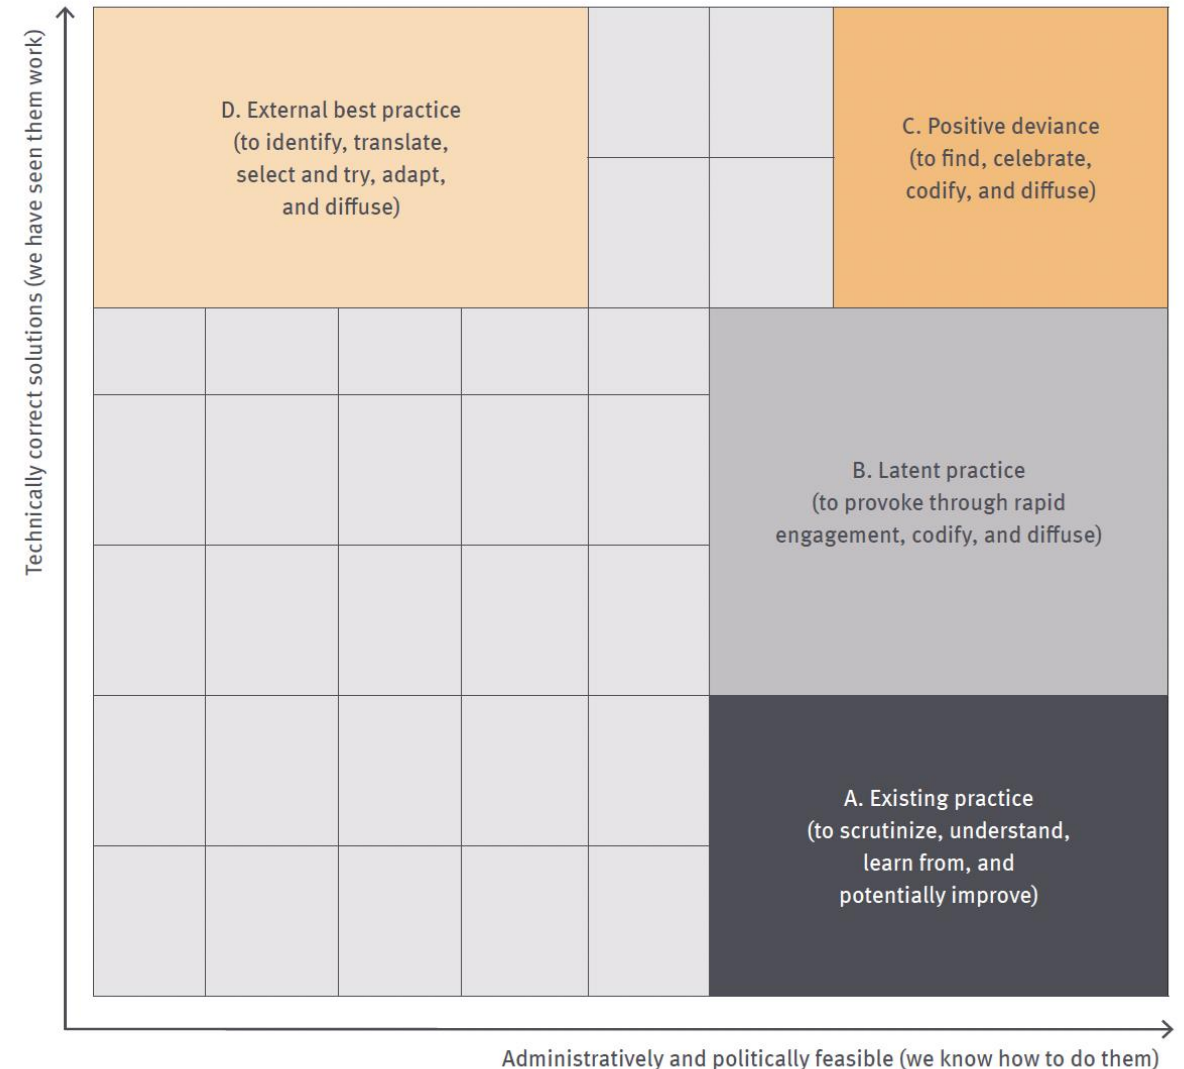 Technically correct solutions (we have seen them work)
D. External best practice
(to identify, translate,
select and try, adapt,
and diffuse)
C. Positive deviance
(to find, celebrate,
codify, and diffuse)
B. Latent practice
(to provoke through rapid
engagement, codify, and diffuse)
A. Existing practice
(to scrutinize, understand,
learn from, and
potentially improve)
Administratively and politically feasible (we know how to do them)